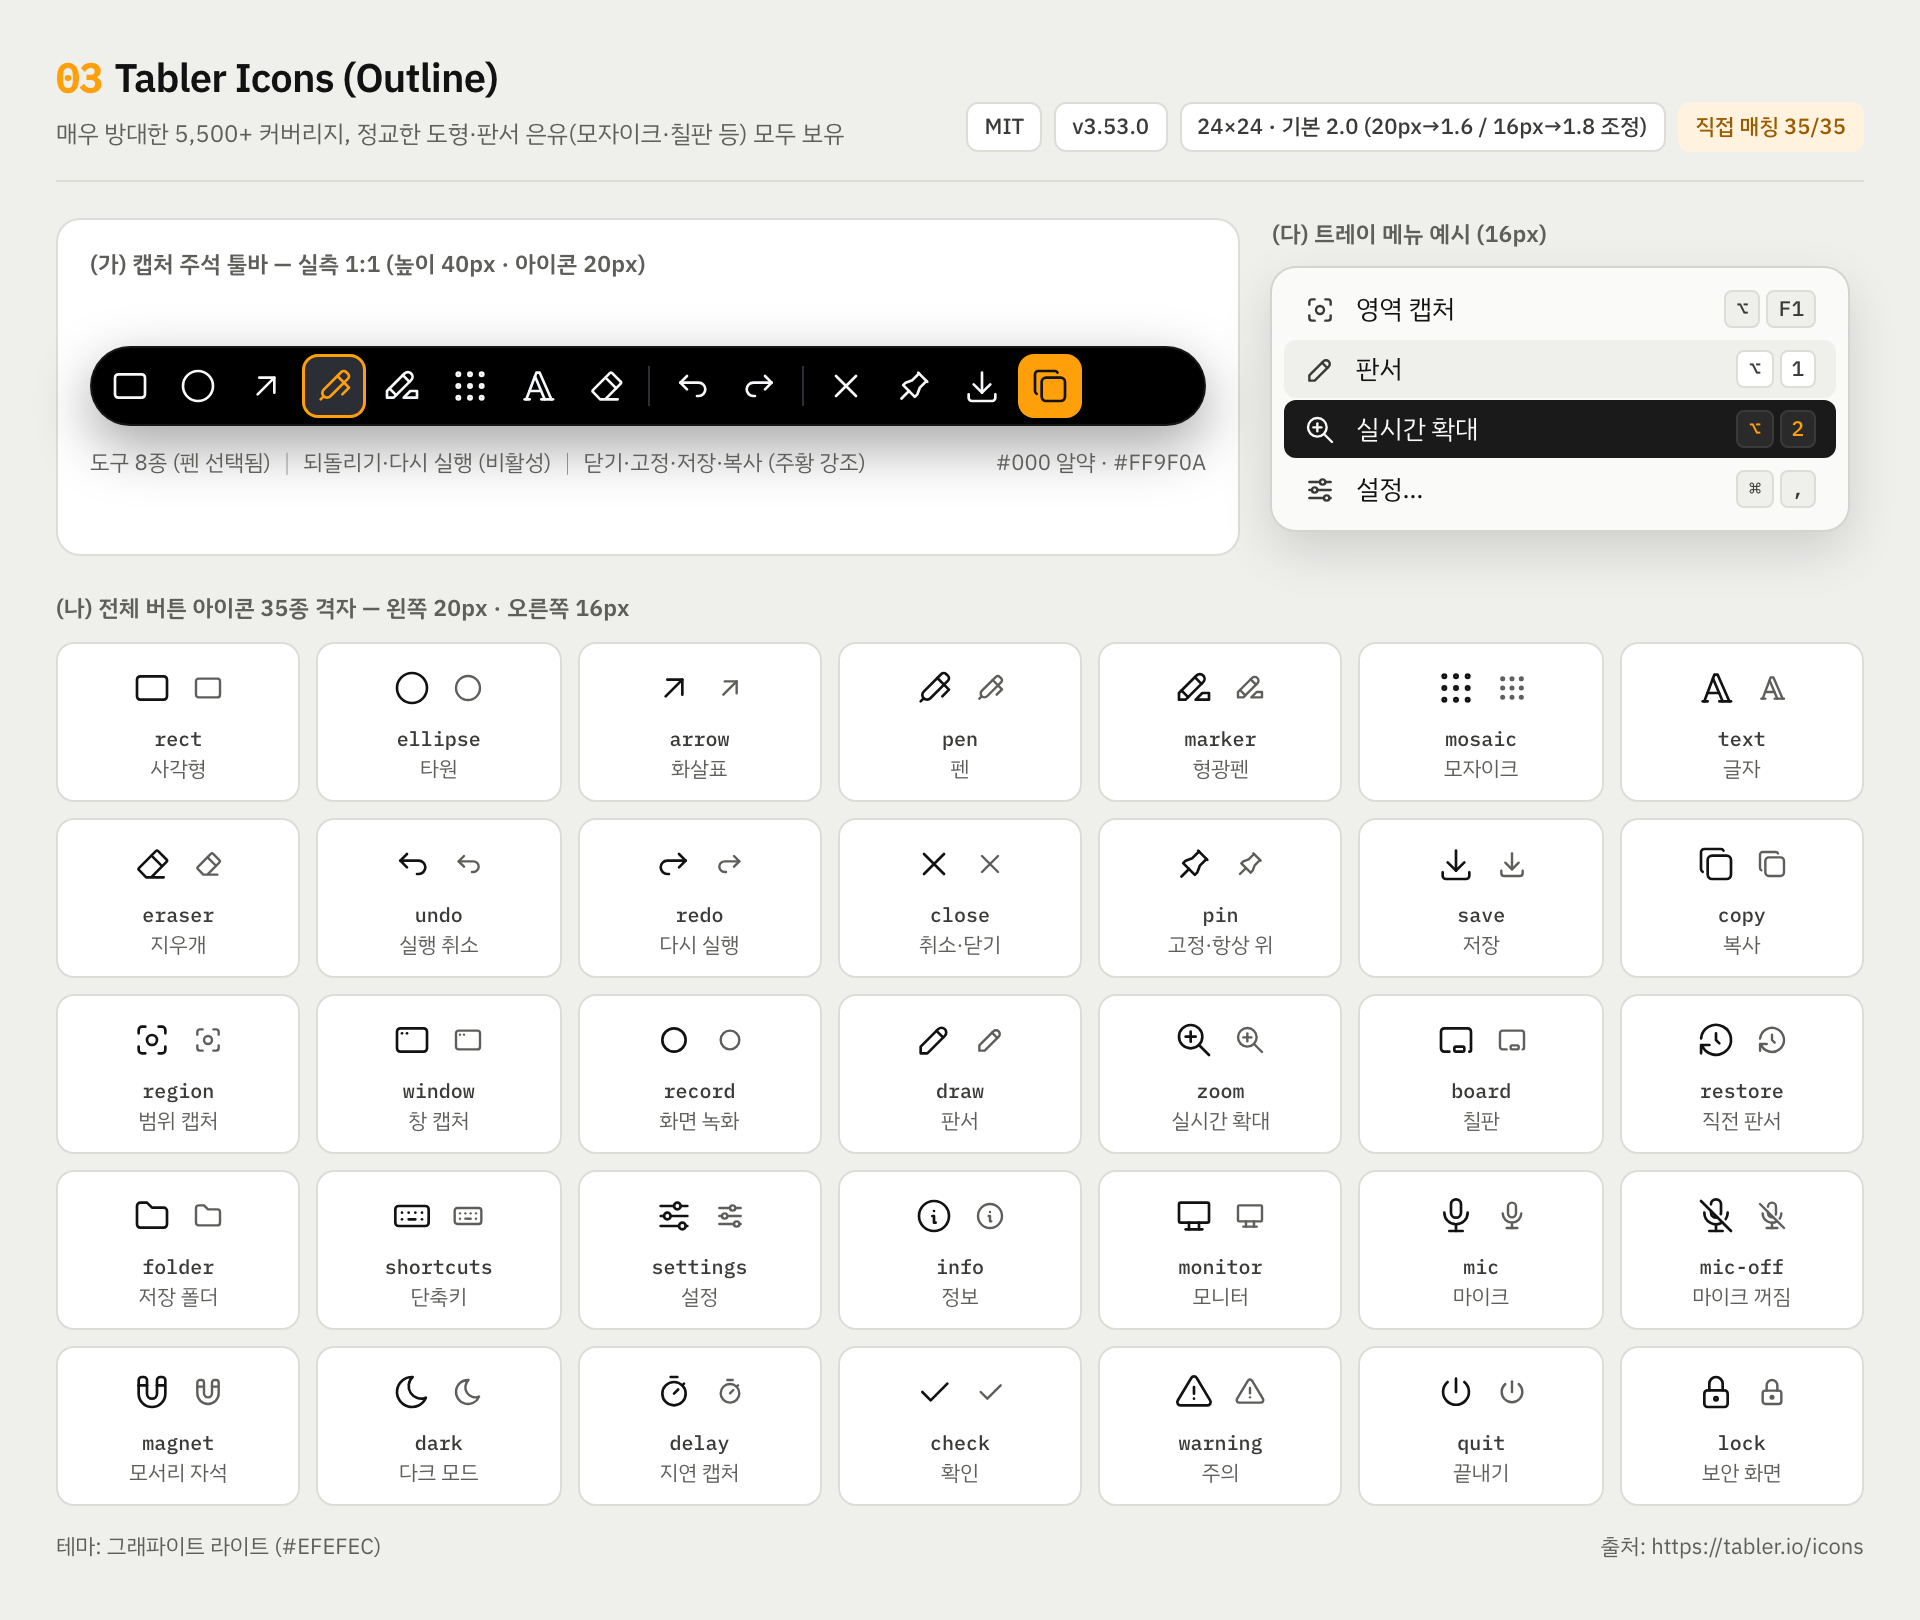 03 Tabler Icons (Outline)
매우 방대한 5,500+ 커버리지, 정교한 도형·판서 은유(모자이크·칠판 등) 모두 보유
MIT
v3.53.0
24×24 · 기본 2.0 (20px→1.6 / 16px→1.8 조정)
직접 매칭 35/35
(가) 캡처 주석 툴바 — 실측 1:1 (높이 40px · 아이콘 20px)
도구 8종 (펜 선택됨) | 되돌리기·다시 실행 (비활성) | 닫기·고정·저장·복사 (주황 강조)
#000 알약 · #FF9F0A
(다) 트레이 메뉴 예시 (16px)
영역 캡처 ⌥ F1
판서 ⌥ 1
실시간 확대 ⌥ 2
설정... ⌘ ,
(나) 전체 버튼 아이콘 35종 격자 — 왼쪽 20px · 오른쪽 16px
rect
사각형
ellipse
타원
arrow
화살표
pen
펜
marker
형광펜
mosaic
모자이크
text
글자
eraser
지우개
undo
실행 취소
redo
다시 실행
close
취소·닫기
pin
고정·항상 위
save
저장
copy
복사
region
범위 캡처
window
창 캡처
record
화면 녹화
draw
판서
zoom
실시간 확대
board
칠판
restore
직전 판서
folder
저장 폴더
shortcuts
단축키
settings
설정
info
정보
monitor
모니터
mic
마이크
mic-off
마이크 꺼짐
magnet
모서리 자석
dark
다크 모드
delay
지연 캡처
check
확인
warning
주의
quit
끝내기
lock
보안 화면
테마: 그래파이트 라이트 (#EFEFEC)
출처: https://tabler.io/icons